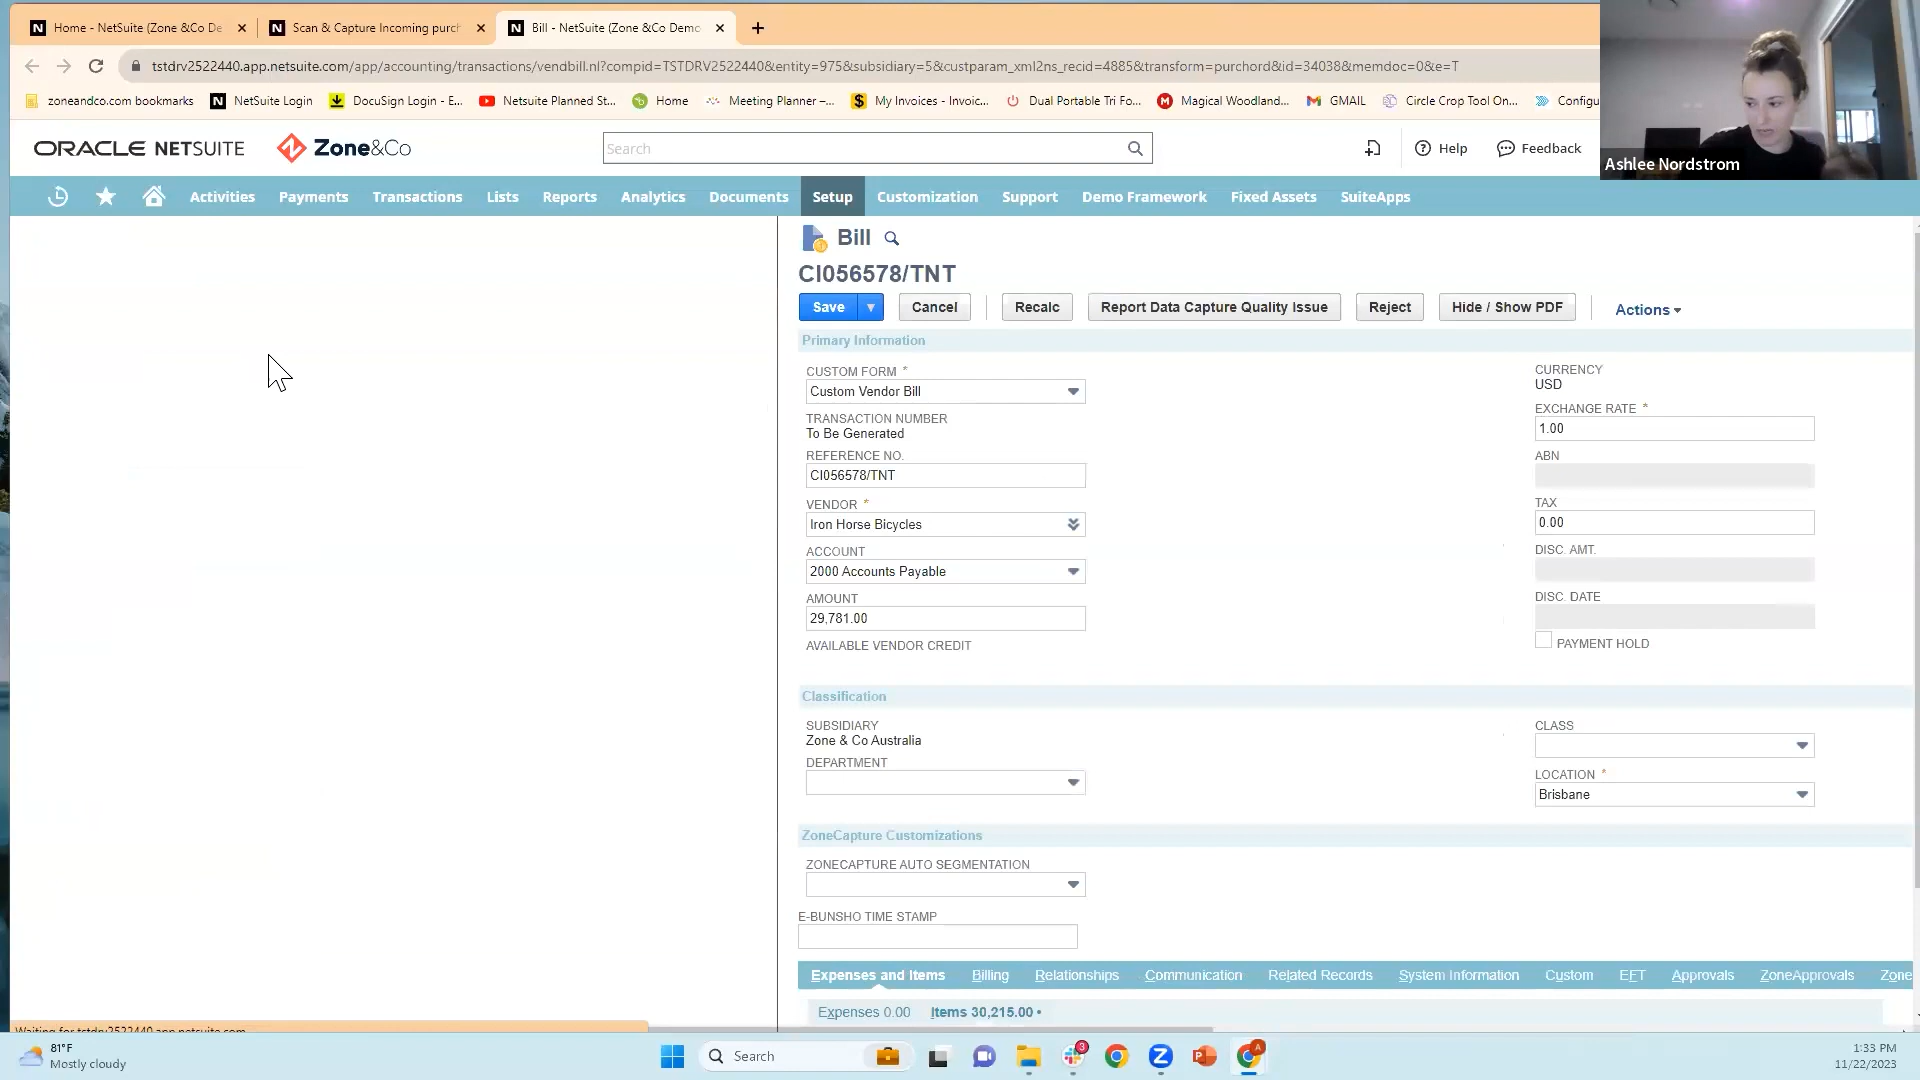 Home - NetSuite (Zone &Co De
Scan & Capture Incoming purch
Bill - NetSuite (Zone &Co Demo
tstdrv2522440.app.netsuite.com/app/accounting/transactions/vendbill.nl?compid=TSTDRV2522440&entity=975&subsidiary=5&custparam_xml2ns_recid=4885&transform=purchord&id=34038&memdoc=0&e=T
zoneandco.com bookmarks
NetSuite Login
DocuSign Login - E...
Netsuite Planned St...
Home
Meeting Planner –...
My Invoices - Invoic...
Dual Portable Tri Fo...
Magical Woodland...
GMAIL
Circle Crop Tool On...
Configu
ORACLE NETSUITE
Zone&Co
Search
Help
Feedback
Ashlee Nordstrom
Activities
Payments
Transactions
Lists
Reports
Analytics
Documents
Setup
Customization
Support
Demo Framework
Fixed Assets
SuiteApps
Bill
CI056578/TNT
Save
Cancel
Recalc
Report Data Capture Quality Issue
Reject
Hide / Show PDF
Actions
Primary Information
CUSTOM FORM *
Custom Vendor Bill
TRANSACTION NUMBER
To Be Generated
REFERENCE NO.
CI056578/TNT
VENDOR *
Iron Horse Bicycles
ACCOUNT
2000 Accounts Payable
AMOUNT
29,781.00
AVAILABLE VENDOR CREDIT
CURRENCY
USD
EXCHANGE RATE *
1.00
ABN
TAX
0.00
DISC. AMT.
DISC. DATE
PAYMENT HOLD
Classification
SUBSIDIARY
Zone & Co Australia
DEPARTMENT
CLASS
LOCATION *
Brisbane
ZoneCapture Customizations
ZONECAPTURE AUTO SEGMENTATION
E-BUNSHO TIME STAMP
Expenses and Items
Billing
Relationships
Communication
Related Records
System Information
Custom
EFT
Approvals
ZoneApprovals
Zone
Expenses 0.00
Items 30,215.00 •
Waiting for tstdrv2522440.app.netsuite.com
81°F
Mostly cloudy
Search
3
A
1:33 PM
11/22/2023